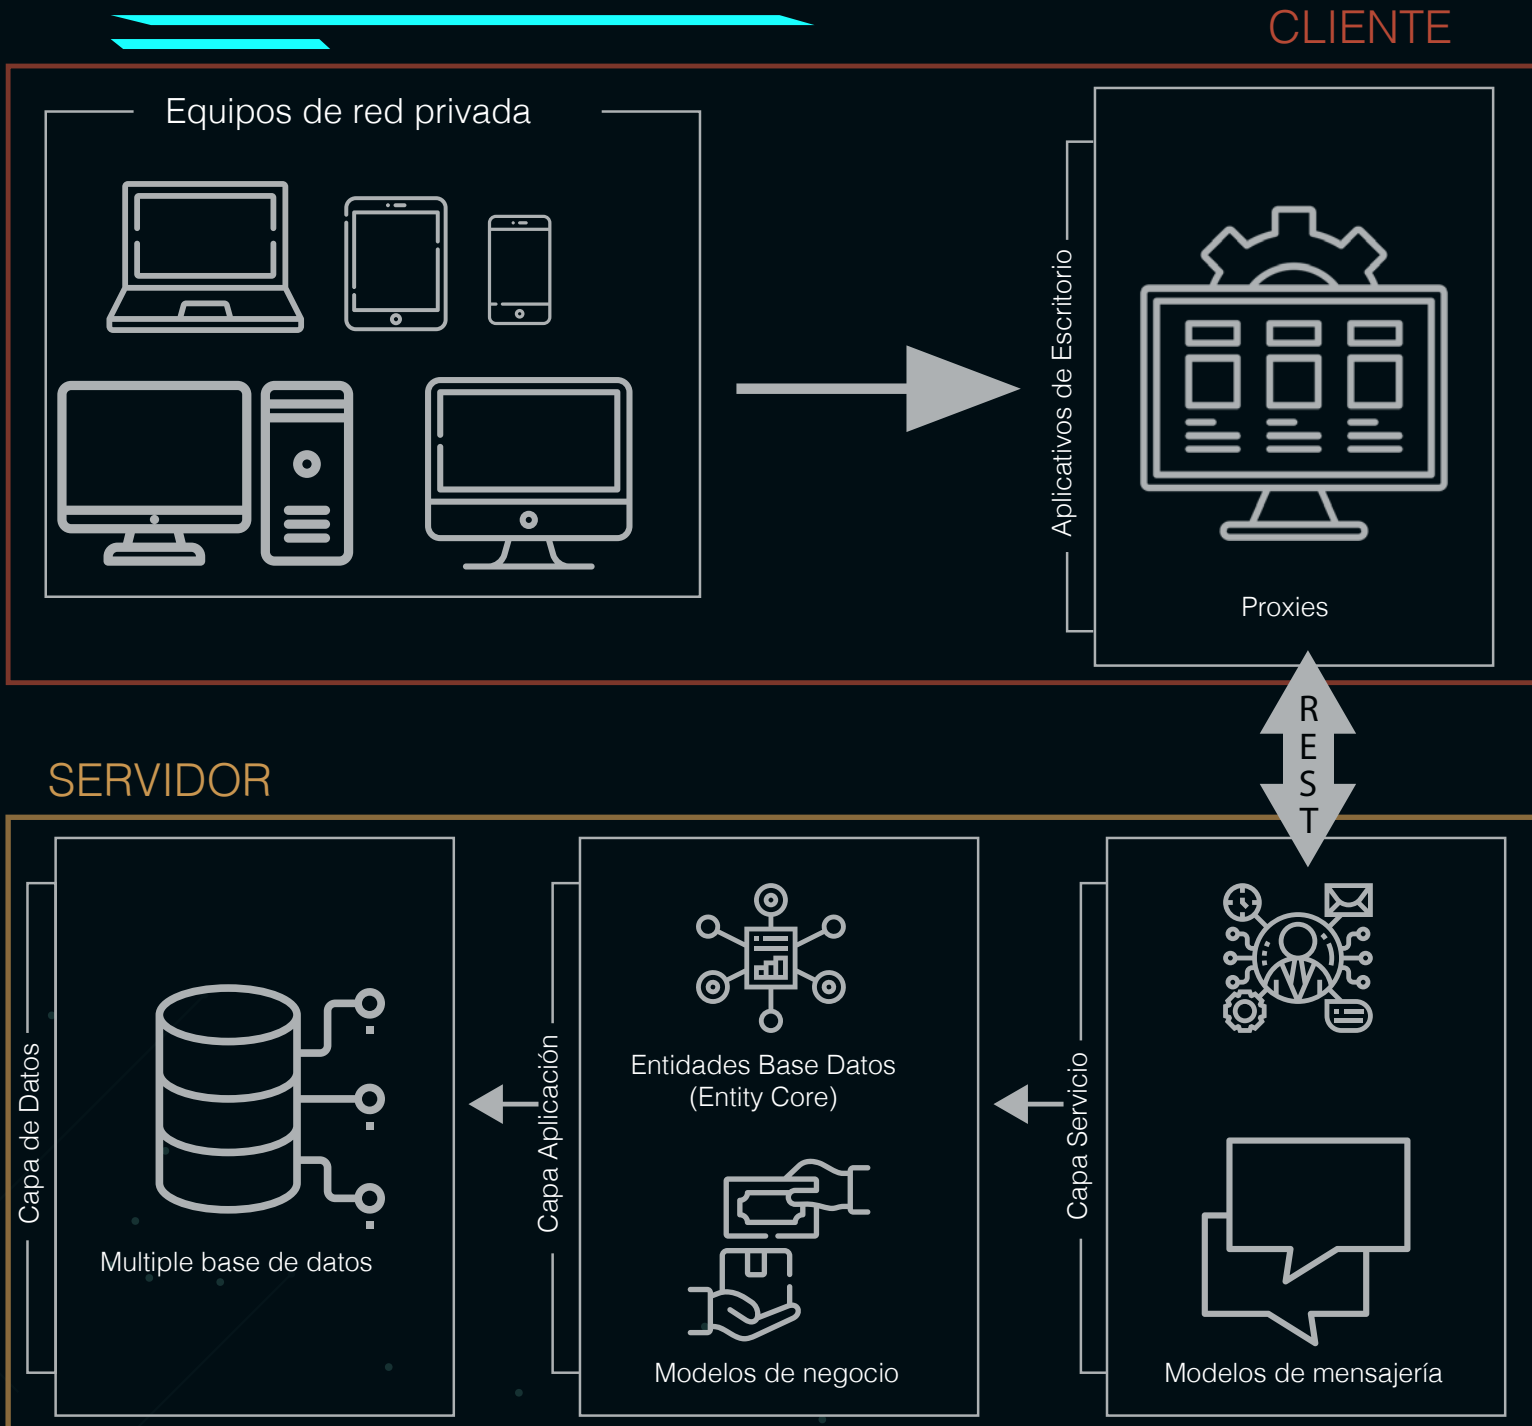 CLIENTE
Equipos de red privada
Aplicativos de Escritorio
Proxies
REST
SERVIDOR
Capa de Datos
Multiple base de datos
Capa Aplicación
Entidades Base Datos
(Entity Core)
Modelos de negocio
Capa Servicio
Modelos de mensajería